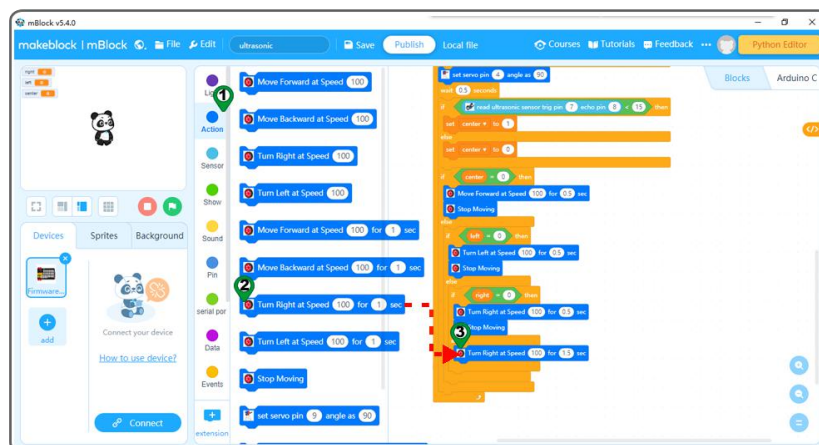 mBlock v5.4.0
makeblock | mBlock File Edit ultrasonic Save Publish Local file Courses Tutorials Feedback ••• Python Editor
right
left
center
Devices Sprites Background
Firmware...
add
Connect your device
How to use device?
Connect
Action
Sensor
Show
Sound
Pin
serial por
Data
Events
extension
1
2
3
Move Forward at Speed 100
Move Backward at Speed 100
Turn Right at Speed 100
Turn Left at Speed 100
Move Forward at Speed 100 for 1 sec
Move Backward at Speed 100 for 1 sec
Turn Right at Speed 100 for 1 sec
Turn Left at Speed 100 for 1 sec
Stop Moving
set servo pin 9 angle as 90
set servo pin 4 angle as 90
wait 0.5 seconds
if read ultrasonic sensor trig pin 7 echo pin 8 < 15 then
set center to 1
else
set center to 0
if center = 0 then
Move Forward at Speed 100 for 0.5 sec
Stop Moving
else
if left = 0 then
Turn Left at Speed 100 for 0.5 sec
Stop Moving
else
if right = 0 then
Turn Right at Speed 100 for 0.5 sec
Stop Moving
Turn Right at Speed 100 for 1.5 sec
Blocks Arduino C